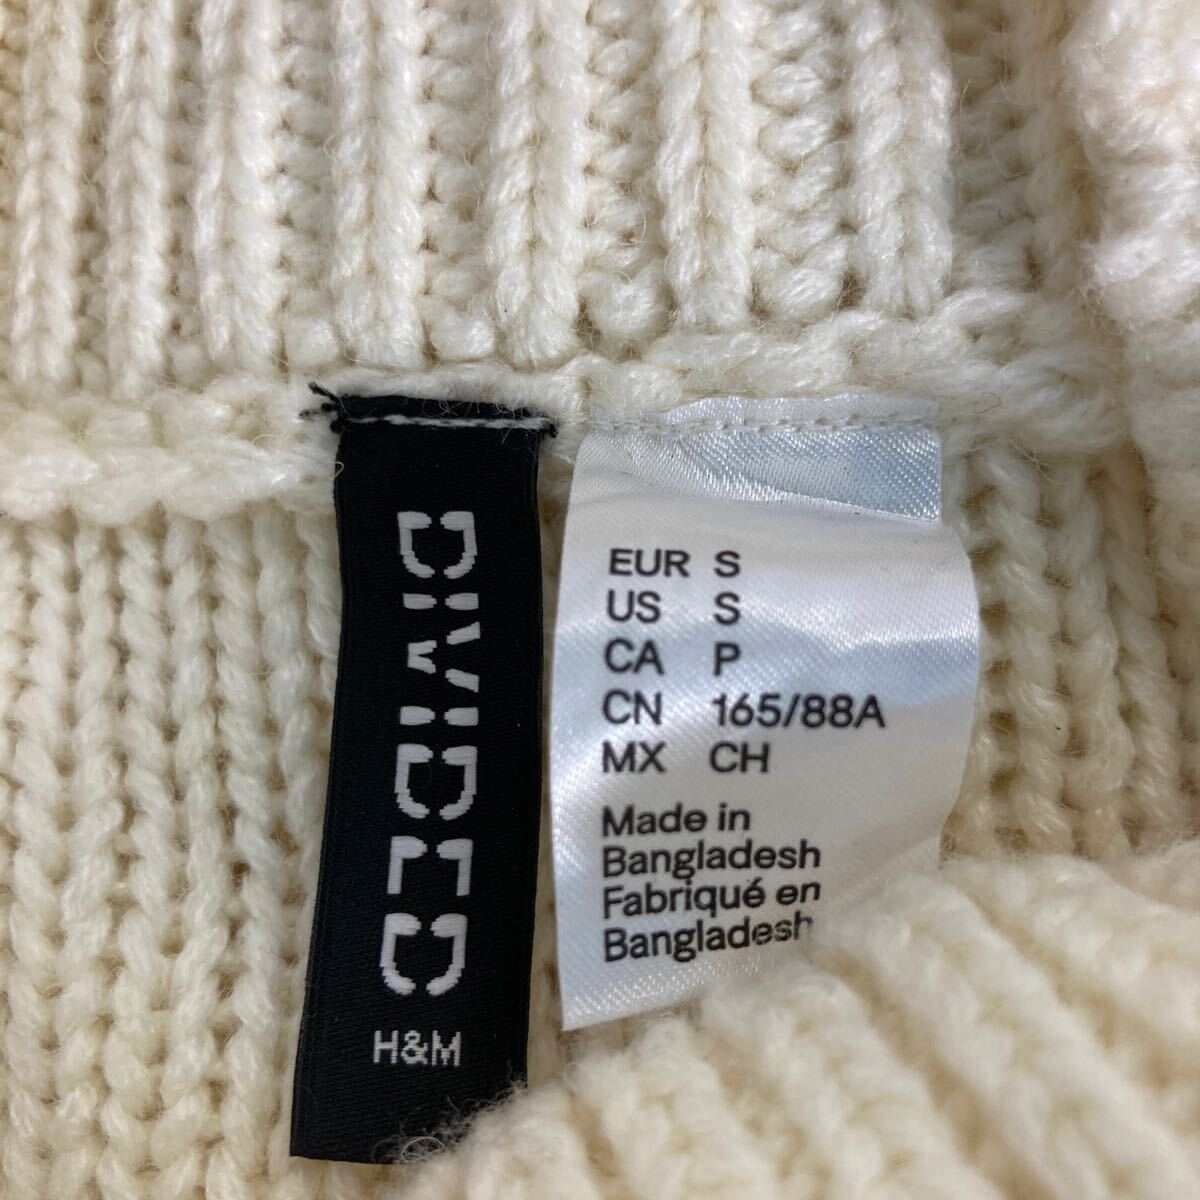 DIVIDED
H&M
EUR S
US S
CA P
CN 165/88A
MX CH
Made in
Bangladesh
Fabriqué en
Bangladesh